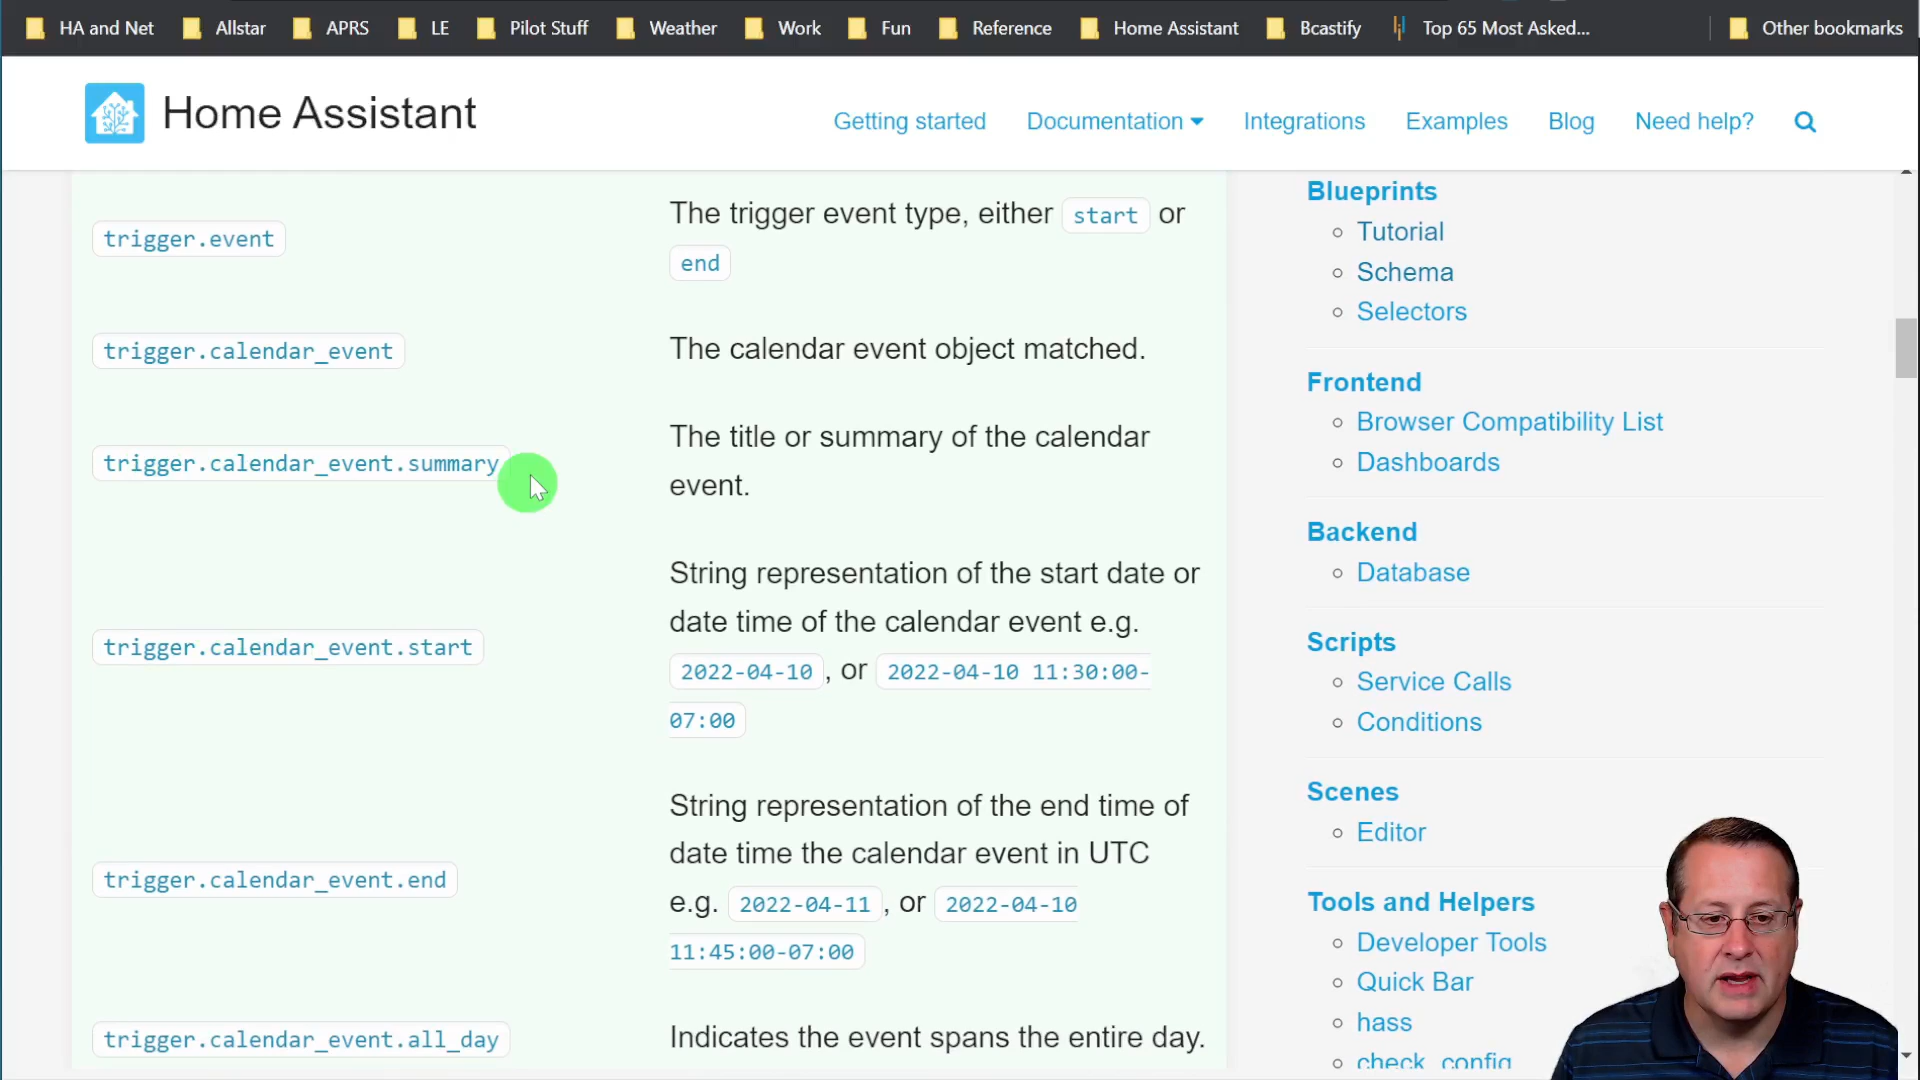 HA and Net Allstar APRS LE Pilot Stuff Weather Work Fun Reference Home Assistant Bcastify Top 65 Most Asked... Other bookmarks
Home Assistant
Getting started Documentation Integrations Examples Blog Need help?
trigger.event
The trigger event type, either start or
end
trigger.calendar_event
The calendar event object matched.
trigger.calendar_event.summary
The title or summary of the calendar
event.
trigger.calendar_event.start
String representation of the start date or
date time of the calendar event e.g.
2022-04-10 , or 2022-04-10 11:30:00-
07:00
trigger.calendar_event.end
String representation of the end time of
date time the calendar event in UTC
e.g. 2022-04-11 , or 2022-04-10
11:45:00-07:00
trigger.calendar_event.all_day
Indicates the event spans the entire day.
Blueprints
Tutorial
Schema
Selectors
Frontend
Browser Compatibility List
Dashboards
Backend
Database
Scripts
Service Calls
Conditions
Scenes
Editor
Tools and Helpers
Developer Tools
Quick Bar
hass
check_config